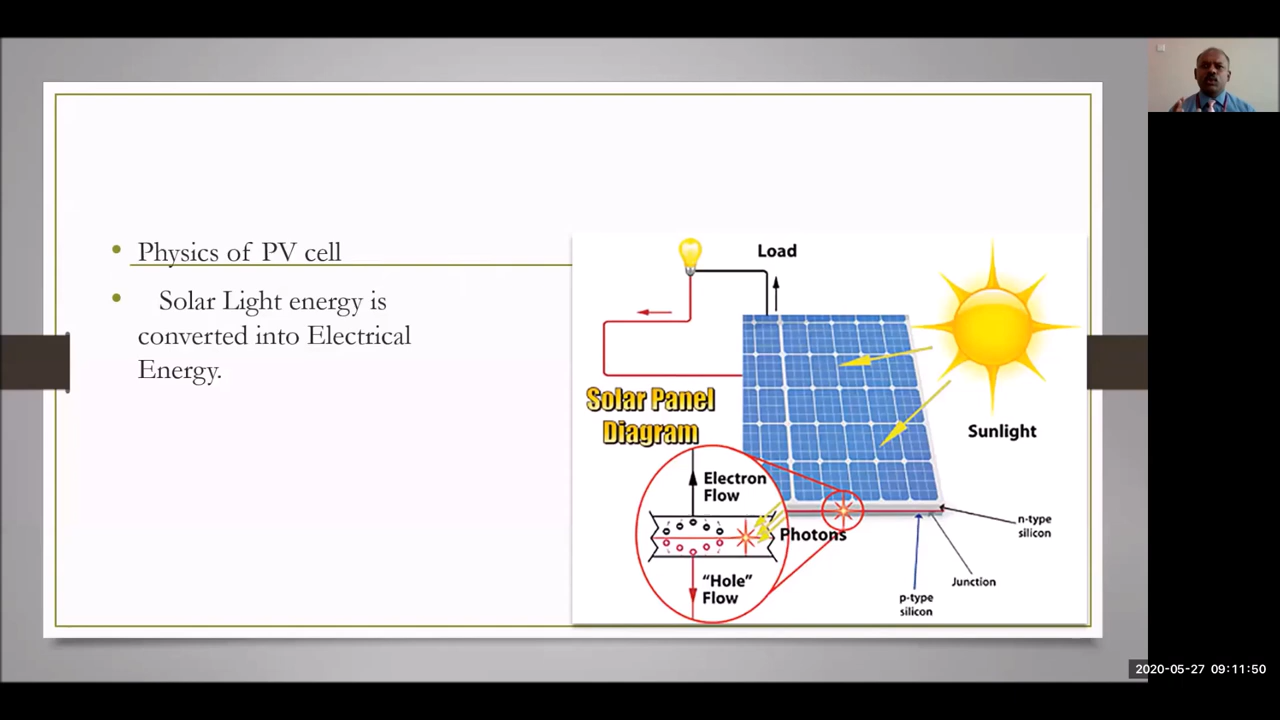 Physics of PV cell
Solar Light energy is
converted into Electrical
Energy.
Load
Solar Panel
Diagram
Sunlight
Electron
Flow
Photons
"Hole"
Flow
n-type
silicon
Junction
p-type
silicon
2020-05-27 09:11:50